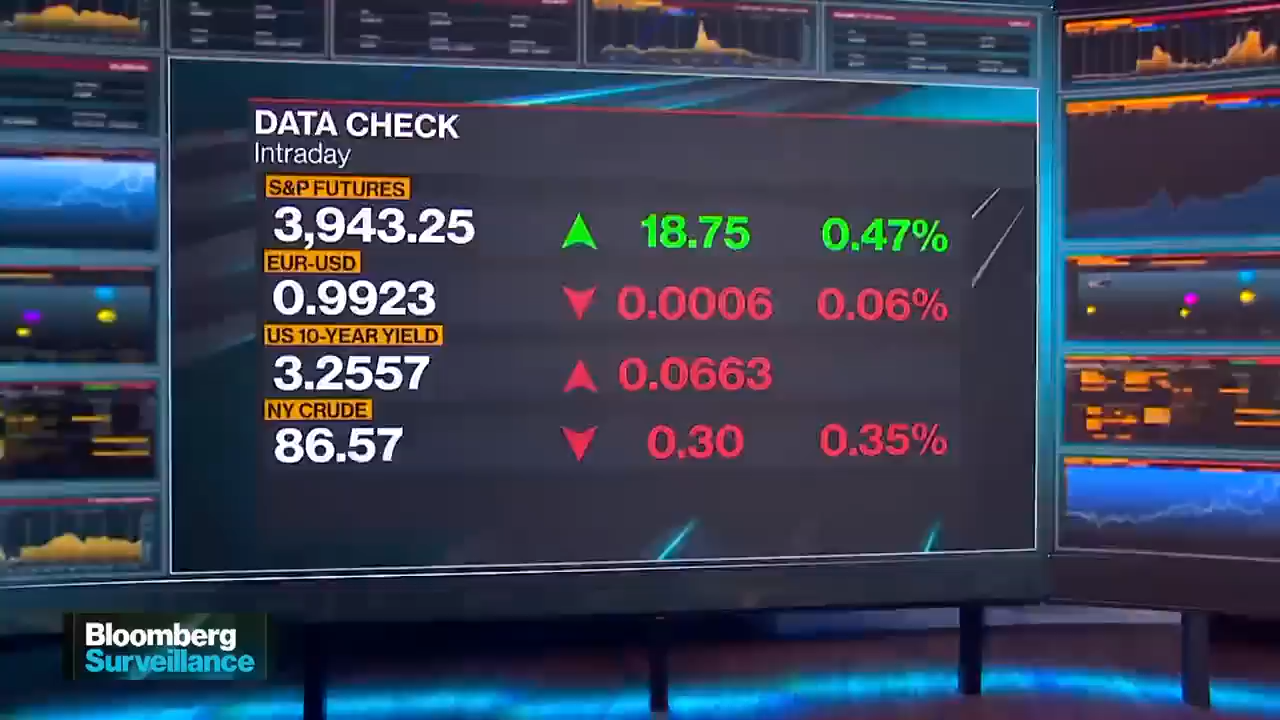 DATA CHECK
Intraday
S&P FUTURES
3,943.25 ▲ 18.75 0.47%
EUR-USD
0.9923 ▼ 0.0006 0.06%
US 10-YEAR YIELD
3.2557 ▲ 0.0663
NY CRUDE
86.57 ▼ 0.30 0.35%
Bloomberg
Surveillance